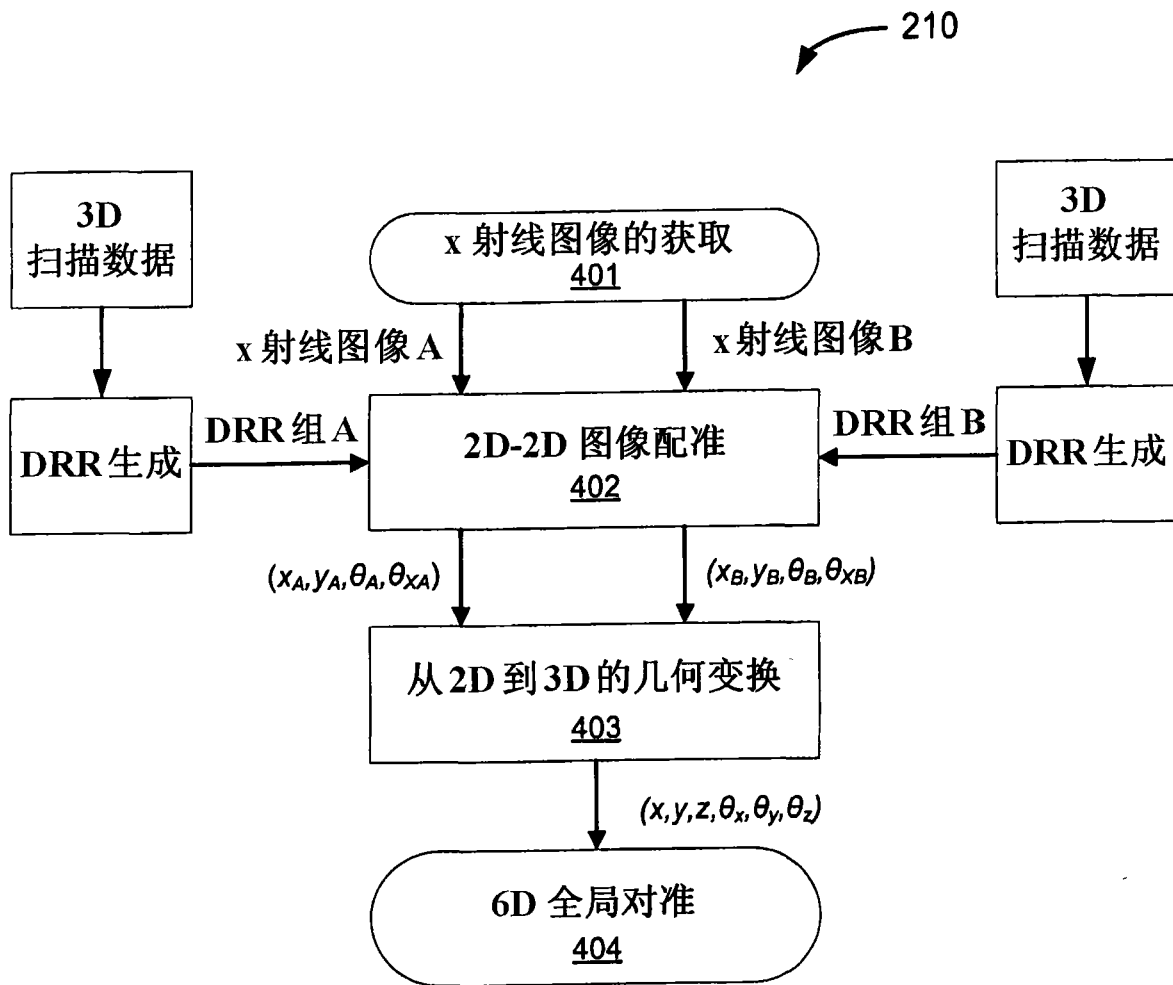 210
3D
扫描数据
x 射线图像的获取
401
3D
扫描数据
x 射线图像 A
x 射线图像 B
DRR 生成
DRR 组 A
2D-2D 图像配准
402
DRR 组 B
DRR 生成
(x_A,y_A,θ_A,θ_XA)
(x_B,y_B,θ_B,θ_XB)
从 2D 到 3D 的几何变换
403
(x,y,z,θ_x,θ_y,θ_z)
6D 全局对准
404